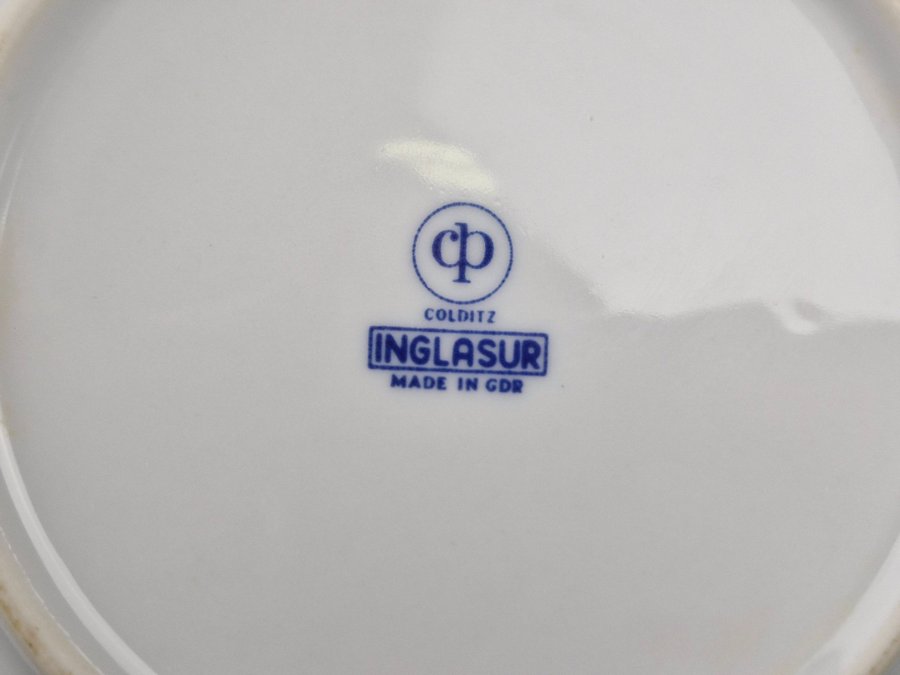 cp
COLDITZ
INGLASUR
MADE IN GDR